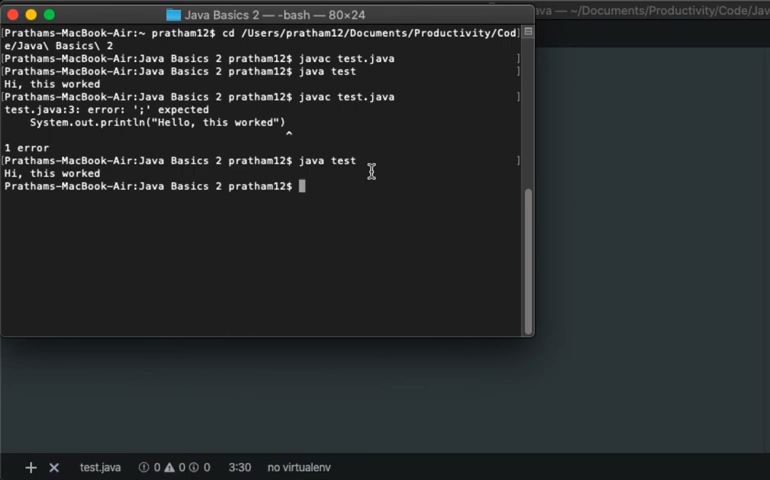 Java Basics 2 — -bash — 80×24
ava — ~/Documents/Productivity/Code/Jav
[Prathams-MacBook-Air:~ pratham12$ cd /Users/pratham12/Documents/Productivity/Cod]
e/Java\ Basics\ 2
[Prathams-MacBook-Air:Java Basics 2 pratham12$ javac test.java ]
[Prathams-MacBook-Air:Java Basics 2 pratham12$ java test ]
Hi, this worked
[Prathams-MacBook-Air:Java Basics 2 pratham12$ javac test.java ]
test.java:3: error: ';' expected
System.out.println("Hello, this worked")
^
1 error
[Prathams-MacBook-Air:Java Basics 2 pratham12$ java test ]
Hi, this worked
Prathams-MacBook-Air:Java Basics 2 pratham12$
+ × test.java 0 0 0 3:30 no virtualenv